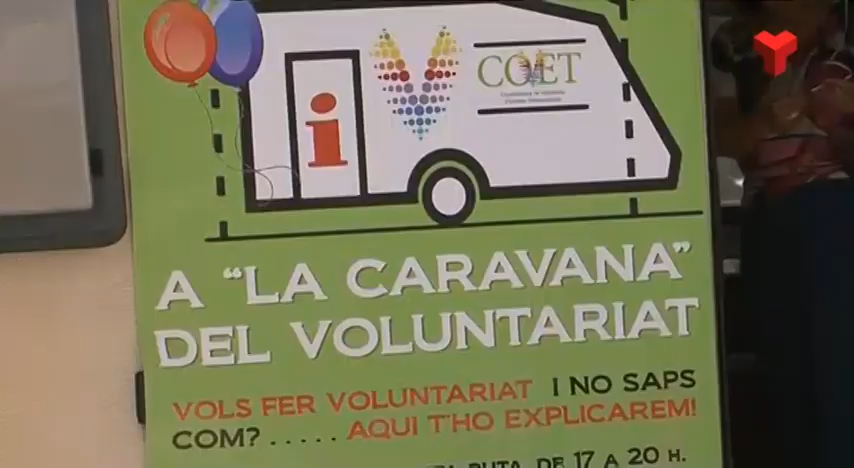 i
COET
A "LA CARAVANA"
DEL VOLUNTARIAT
VOLS FER VOLUNTARIAT I NO SAPS
COM?..... AQUI T'HO EXPLICAREM!
DE 17 A 20 H.